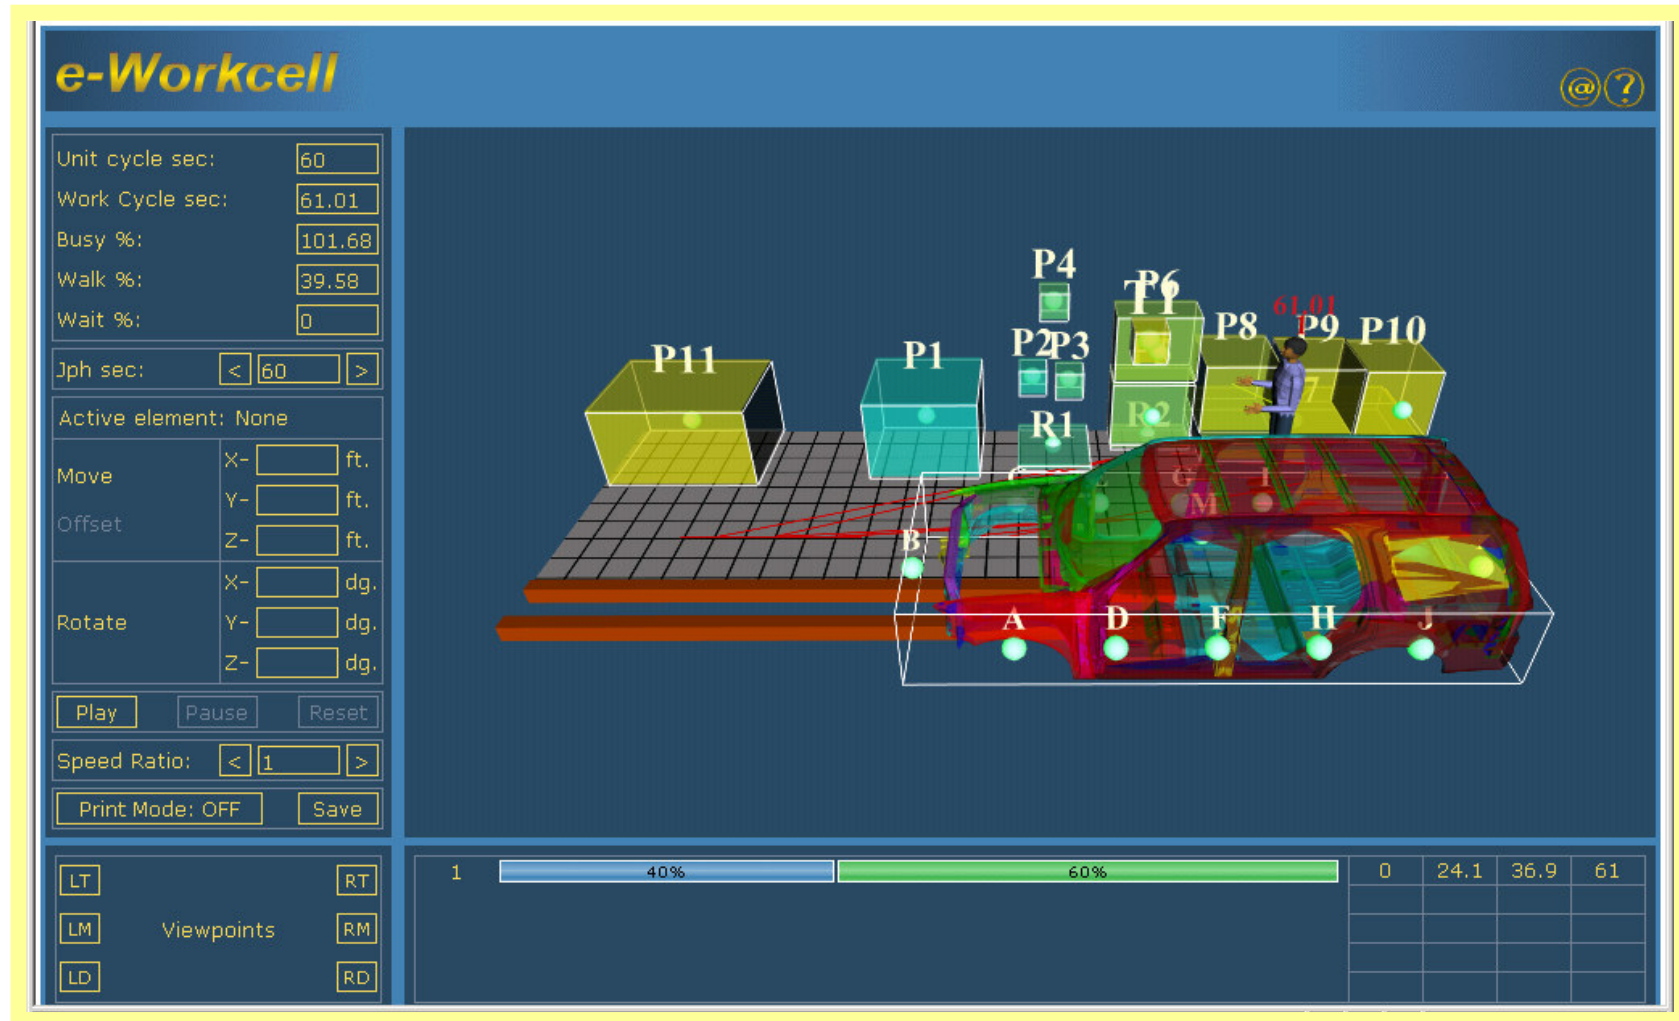 e-Workcell
@ ?
Unit cycle sec: 60
Work Cycle sec: 61.01
Busy %: 101.68
Walk %: 39.58
Wait %: 0
Jph sec: < 60 >
Active element: None
Move
Offset
X- ft.
Y- ft.
Z- ft.
Rotate
X- dg.
Y- dg.
Z- dg.
Play Pause Reset
Speed Ratio: < 1 >
Print Mode: OFF Save
LT RT
LM Viewpoints RM
LD RD
P4
P6
T1
61.01
P11 P1 P2 P3 P8 P9 P10
7
R1 R2
G I
M
B
A D F H J
1 40% 60% 0 24.1 36.9 61